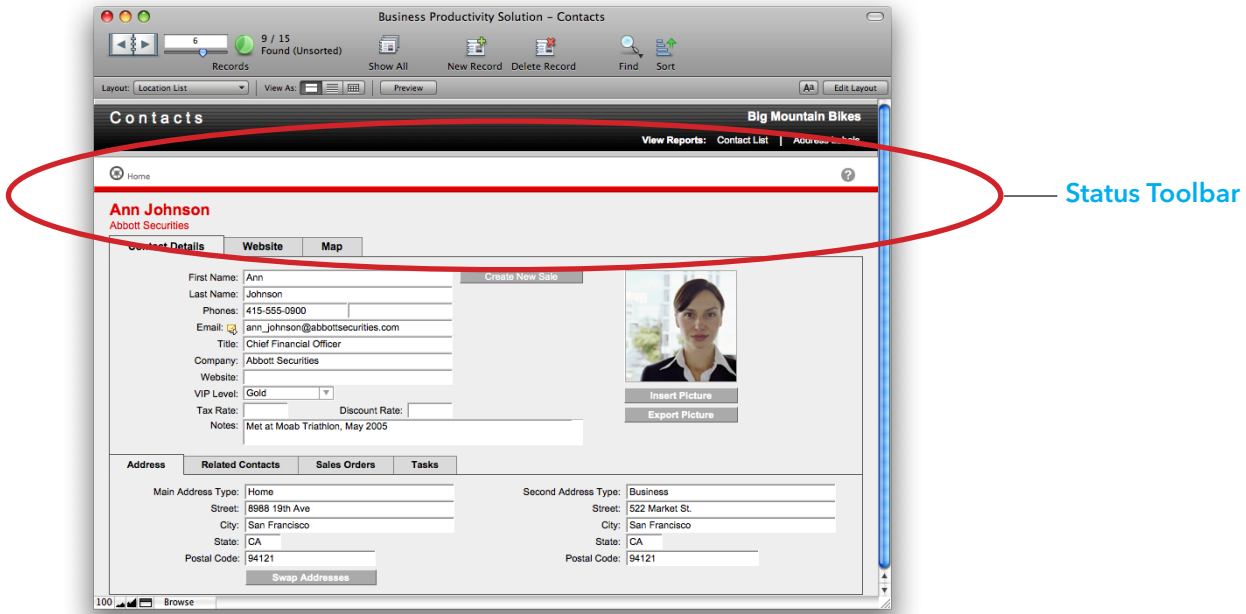 Business Productivity Solution – Contacts
6
9 / 15
Found (Unsorted)
Records
Show All
New Record
Delete Record
Find
Sort
Layout: Location List
View As:
Preview
Aa
Edit Layout
Contacts
Big Mountain Bikes
View Reports: Contact List | Address Labels
Home
?
Status Toolbar
Ann Johnson
Abbott Securities
Contact Details
Website
Map
First Name: Ann
Create New Sale
Last Name: Johnson
Phones: 415-555-0900
Email: ann_johnson@abbottsecurities.com
Title: Chief Financial Officer
Company: Abbott Securities
Website:
VIP Level: Gold
Tax Rate:
Discount Rate:
Notes: Met at Moab Triathlon, May 2005
Insert Picture
Export Picture
Address
Related Contacts
Sales Orders
Tasks
Main Address Type: Home
Street: 8988 19th Ave
City: San Francisco
State: CA
Postal Code: 94121
Swap Addresses
Second Address Type: Business
Street: 522 Market St.
City: San Francisco
State: CA
Postal Code: 94121
100
Browse